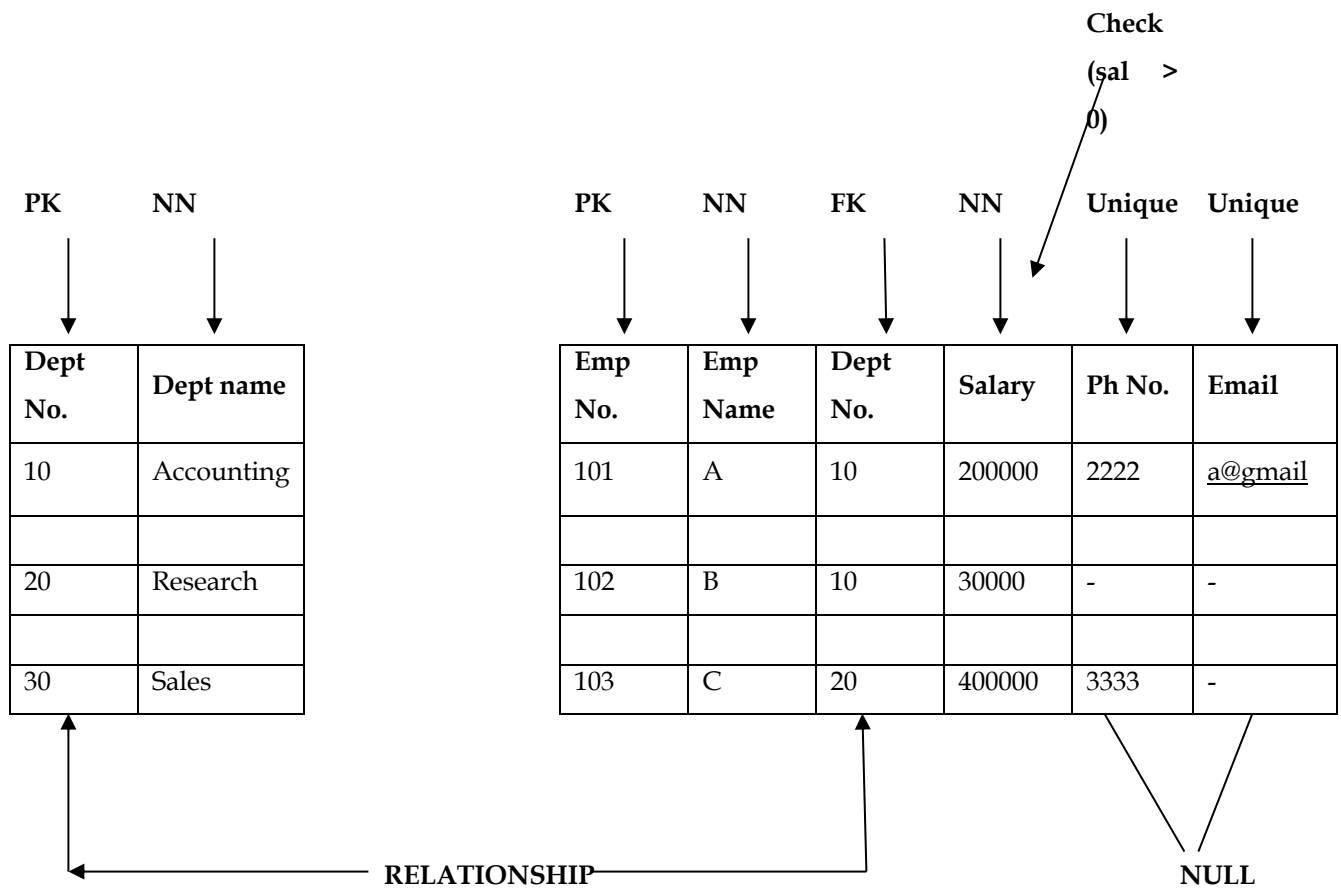 Check
(sal >
0)
PK NN PK NN FK NN Unique Unique
Dept No. Dept name
10 Accounting
20 Research
30 Sales
Emp No. Emp Name Dept No. Salary Ph No. Email
101 A 10 200000 2222 a@gmail
102 B 10 30000 - -
103 C 20 400000 3333 -
RELATIONSHIP NULL